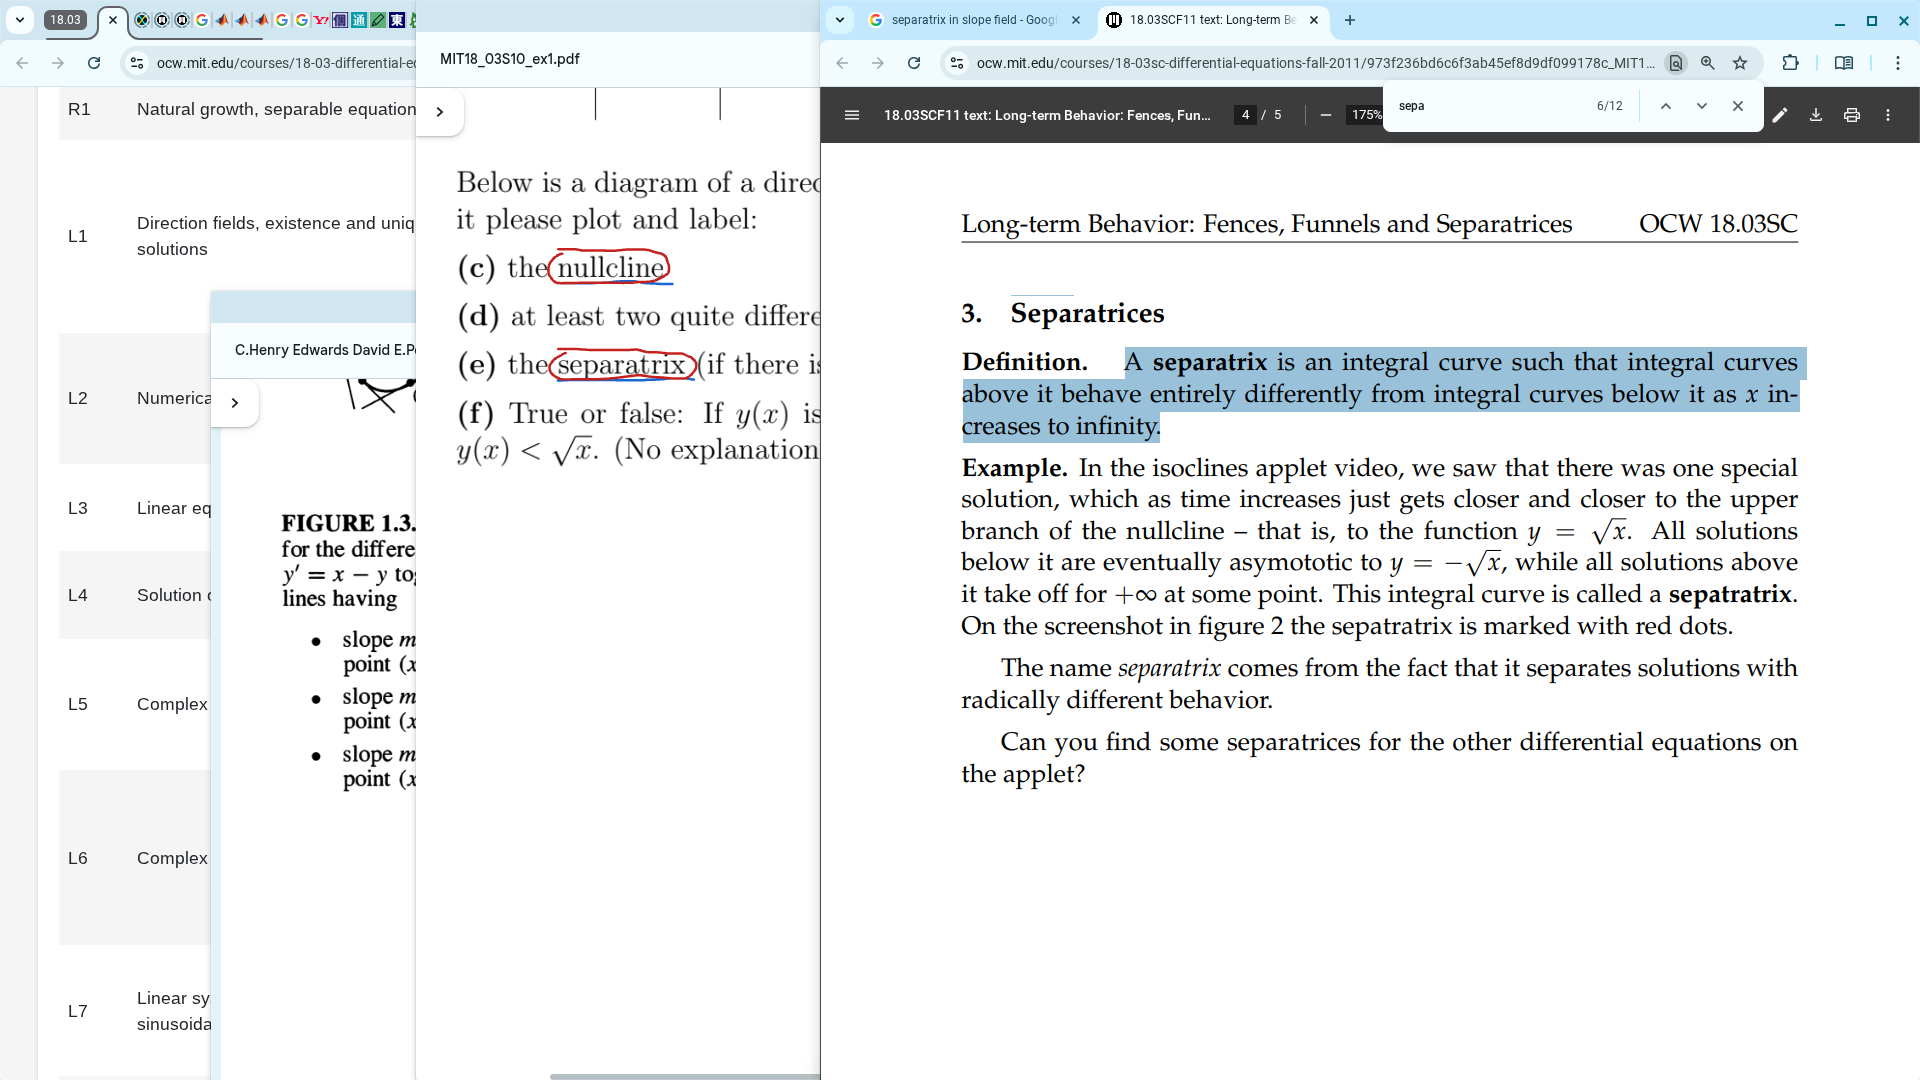 18.03
ocw.mit.edu/courses/18-03-differential-e
R1 Natural growth, separable equation
L1 Direction fields, existence and uniq
solutions
L2 Numerica
L3 Linear eq
L4 Solution
L5 Complex
L6 Complex
L7 Linear sy
sinusoida
C.Henry Edwards David E.P
FIGURE 1.3.
for the differe
y′ = x − y tog
lines having
• slope m
point (x
• slope m
point (x
• slope m
point (x
MIT18_03S10_ex1.pdf
Below is a diagram of a direc
it please plot and label:
(c) the nullcline
(d) at least two quite differe
(e) the separatrix (if there is
(f) True or false: If y(x) is
y(x) < √x. (No explanation
separatrix in slope field - Goog
18.03SCF11 text: Long-term Be
ocw.mit.edu/courses/18-03sc-differential-equations-fall-2011/973f236bd6c6f3ab45ef8d9df099178c_MIT1...
sepa 6/12
18.03SCF11 text: Long-term Behavior: Fences, Fun... 4 / 5 175%
Long-term Behavior: Fences, Funnels and Separatrices OCW 18.03SC
3. Separatrices
Definition. A separatrix is an integral curve such that integral curves
above it behave entirely differently from integral curves below it as x in-
creases to infinity.
Example. In the isoclines applet video, we saw that there was one special
solution, which as time increases just gets closer and closer to the upper
branch of the nullcline – that is, to the function y = √x. All solutions
below it are eventually asymototic to y = −√x, while all solutions above
it take off for +∞ at some point. This integral curve is called a sepatratrix.
On the screenshot in figure 2 the sepatratrix is marked with red dots.
The name separatrix comes from the fact that it separates solutions with
radically different behavior.
Can you find some separatrices for the other differential equations on
the applet?